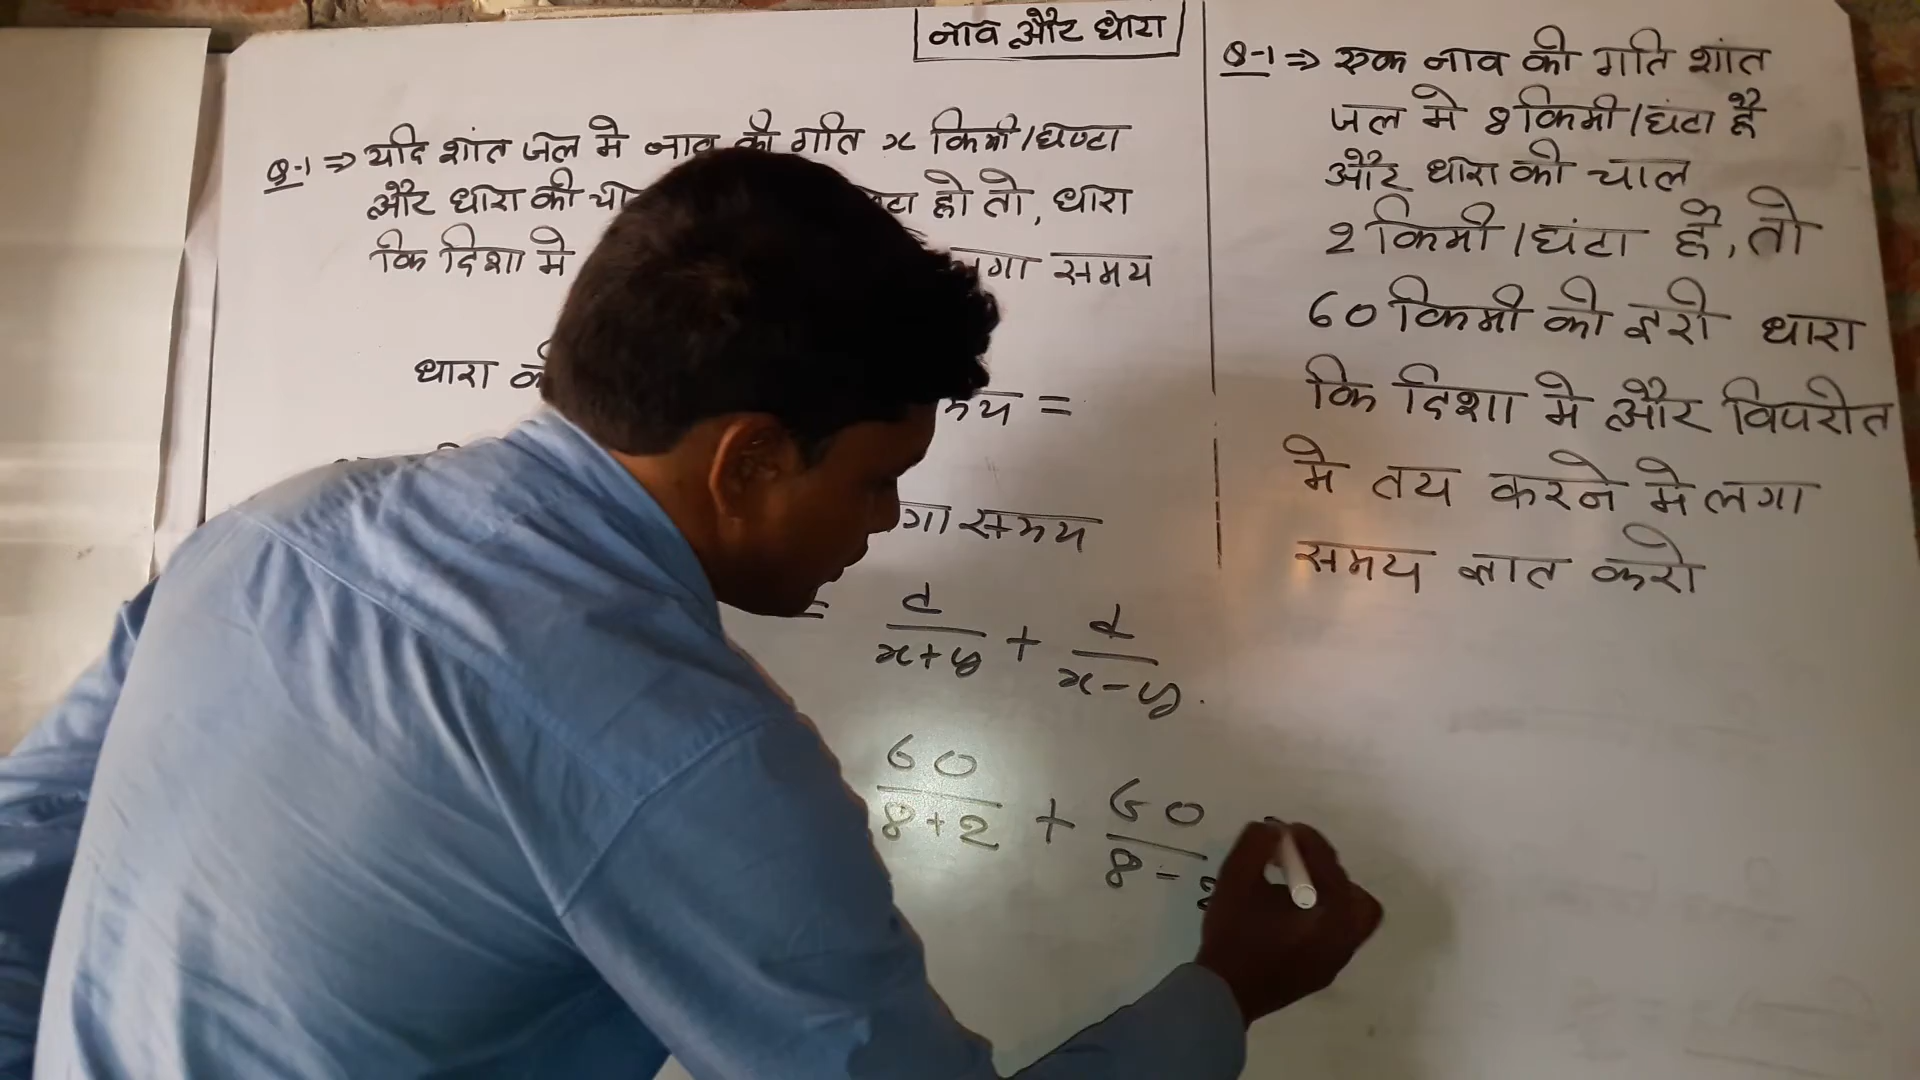 नाव और धारा
Q-1 ⇒ यदि शांत जल मे नाव की गति x किमी/घण्टा
और धारा की हो तो, धारा
कि दिशा मे समय
धारा
=
समय
= d/x+y + d/x-y.
60/8+2 + 60/8-2
Q-1 ⇒ एक नाव की गति शांत
जल मे 8 किमी/घंटा है
और धारा की चाल
2 किमी/घंटा है, तो
60 किमी की दूरी धारा
कि दिशा मे और विपरीत
मे तय करने मे लगा
समय ज्ञात करो